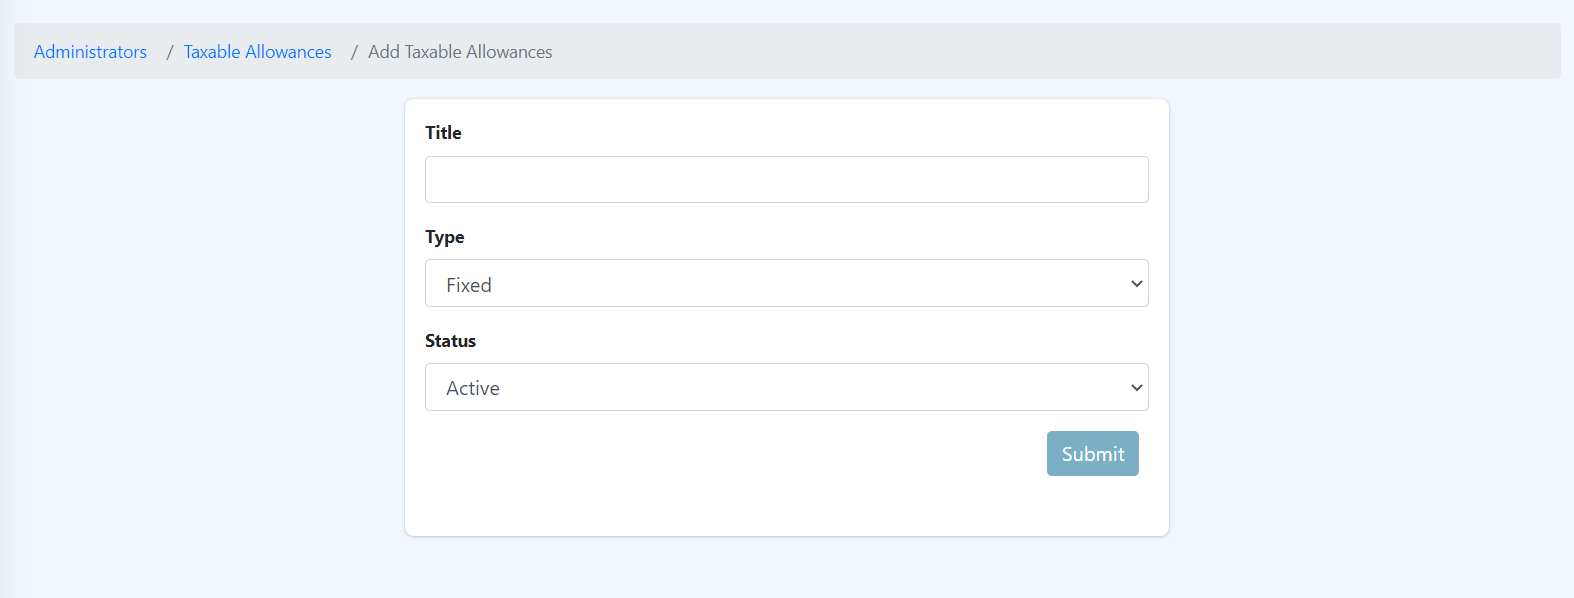 Administrators / Taxable Allowances / Add Taxable Allowances
Title
Type
Fixed
Status
Active
Submit